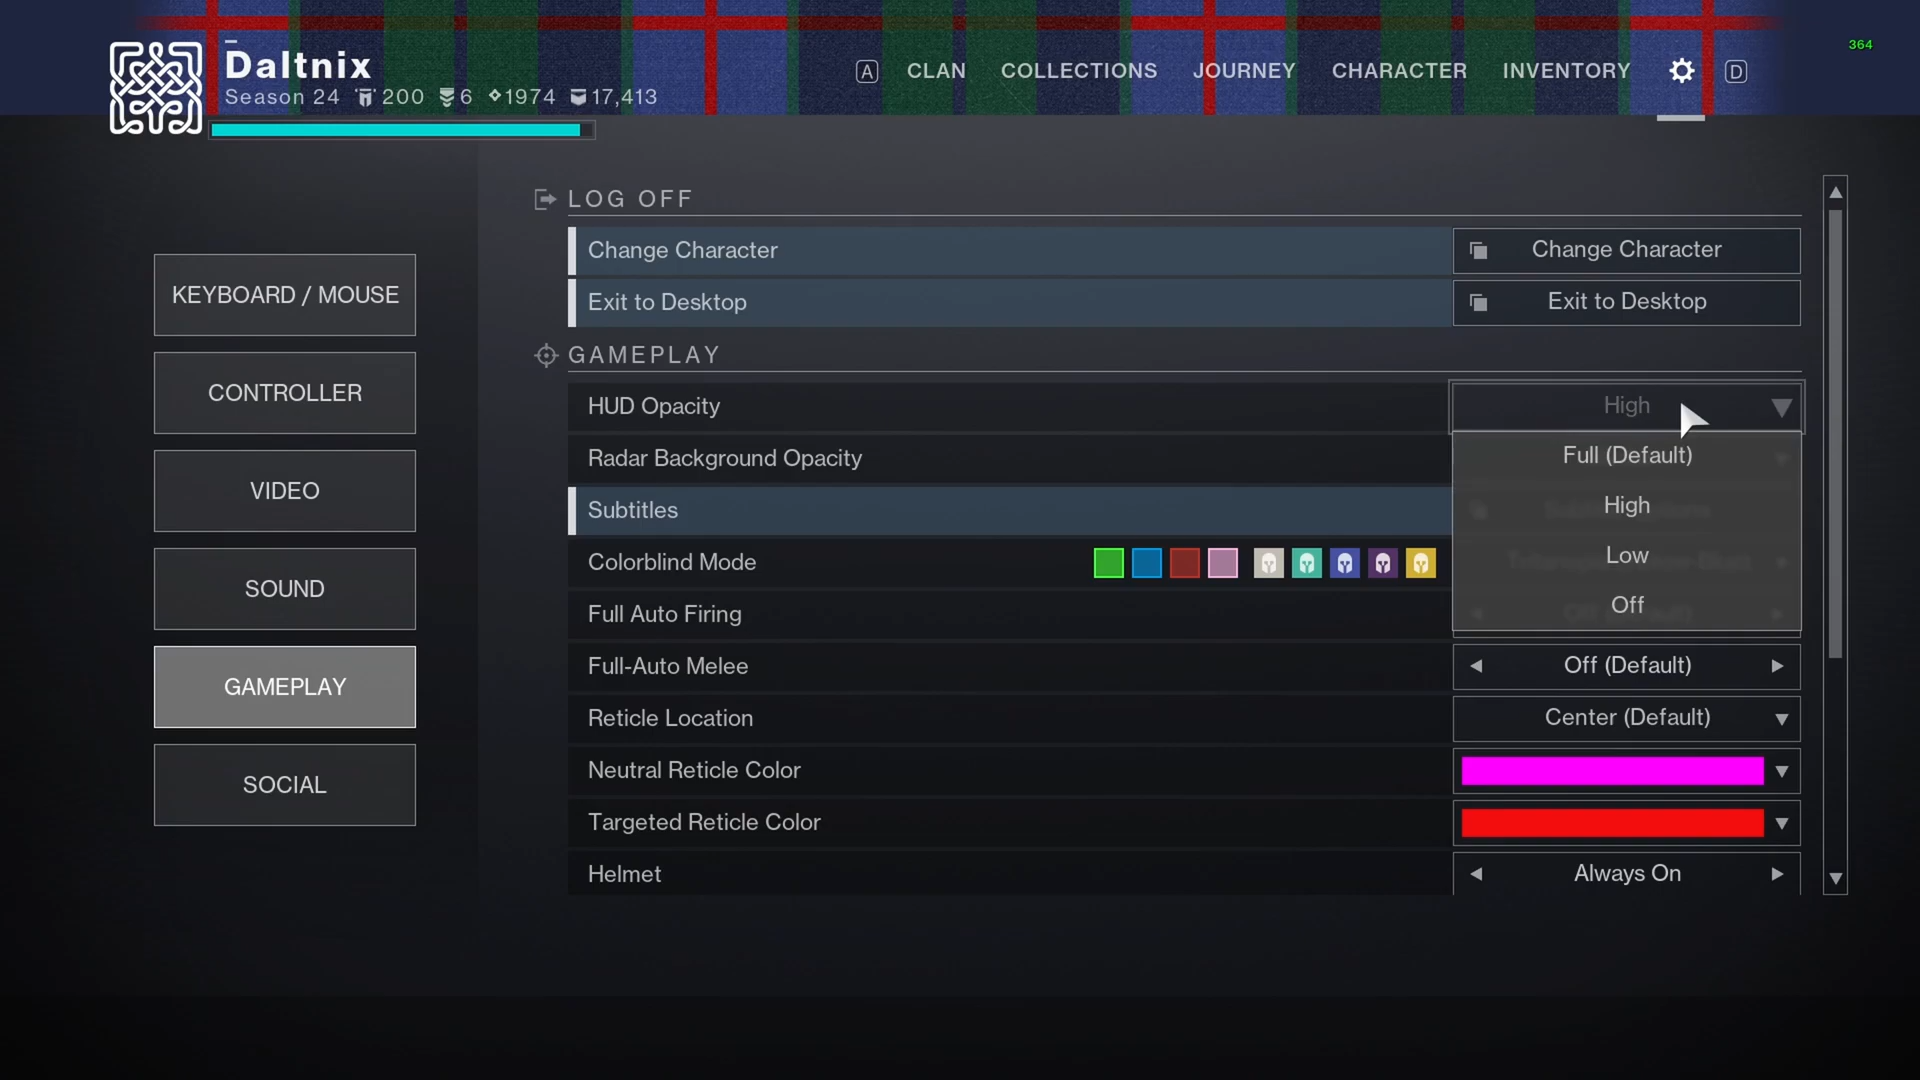 Daltnix
Season 24 200 6 1974 17,413
A CLAN COLLECTIONS JOURNEY CHARACTER INVENTORY D
364
KEYBOARD / MOUSE
CONTROLLER
VIDEO
SOUND
GAMEPLAY
SOCIAL
LOG OFF
Change Character Change Character
Exit to Desktop Exit to Desktop
GAMEPLAY
HUD Opacity High
Full (Default)
High
Low
Off
Radar Background Opacity
Subtitles
Colorblind Mode
Full Auto Firing
Full-Auto Melee Off (Default)
Reticle Location Center (Default)
Neutral Reticle Color
Targeted Reticle Color
Helmet Always On